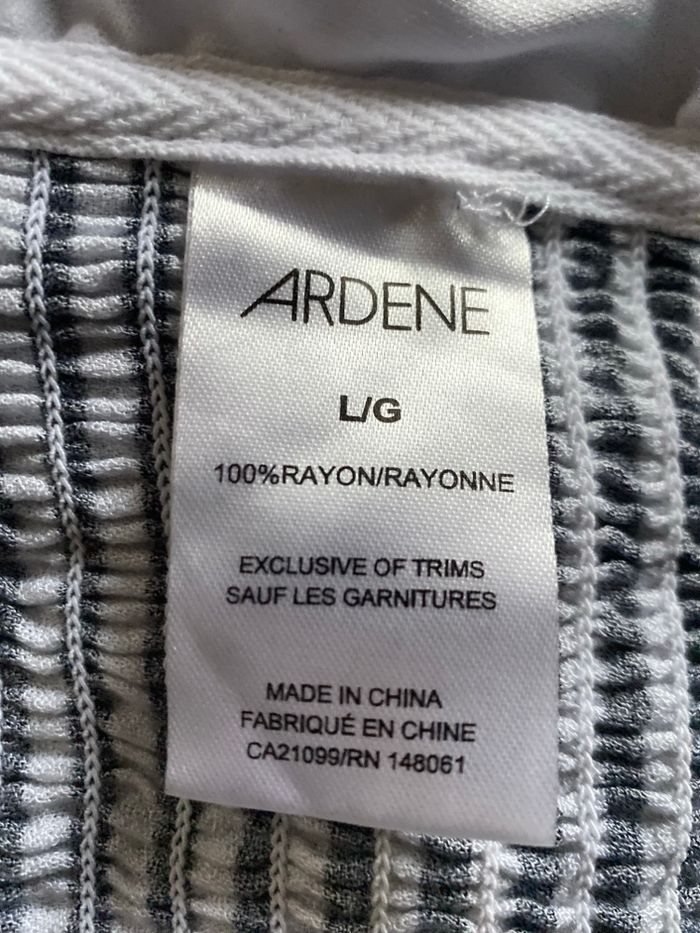 ARDENE
L/G
100%RAYON/RAYONNE
EXCLUSIVE OF TRIMS
SAUF LES GARNITURES
MADE IN CHINA
FABRIQUÉ EN CHINE
CA21099/RN 148061